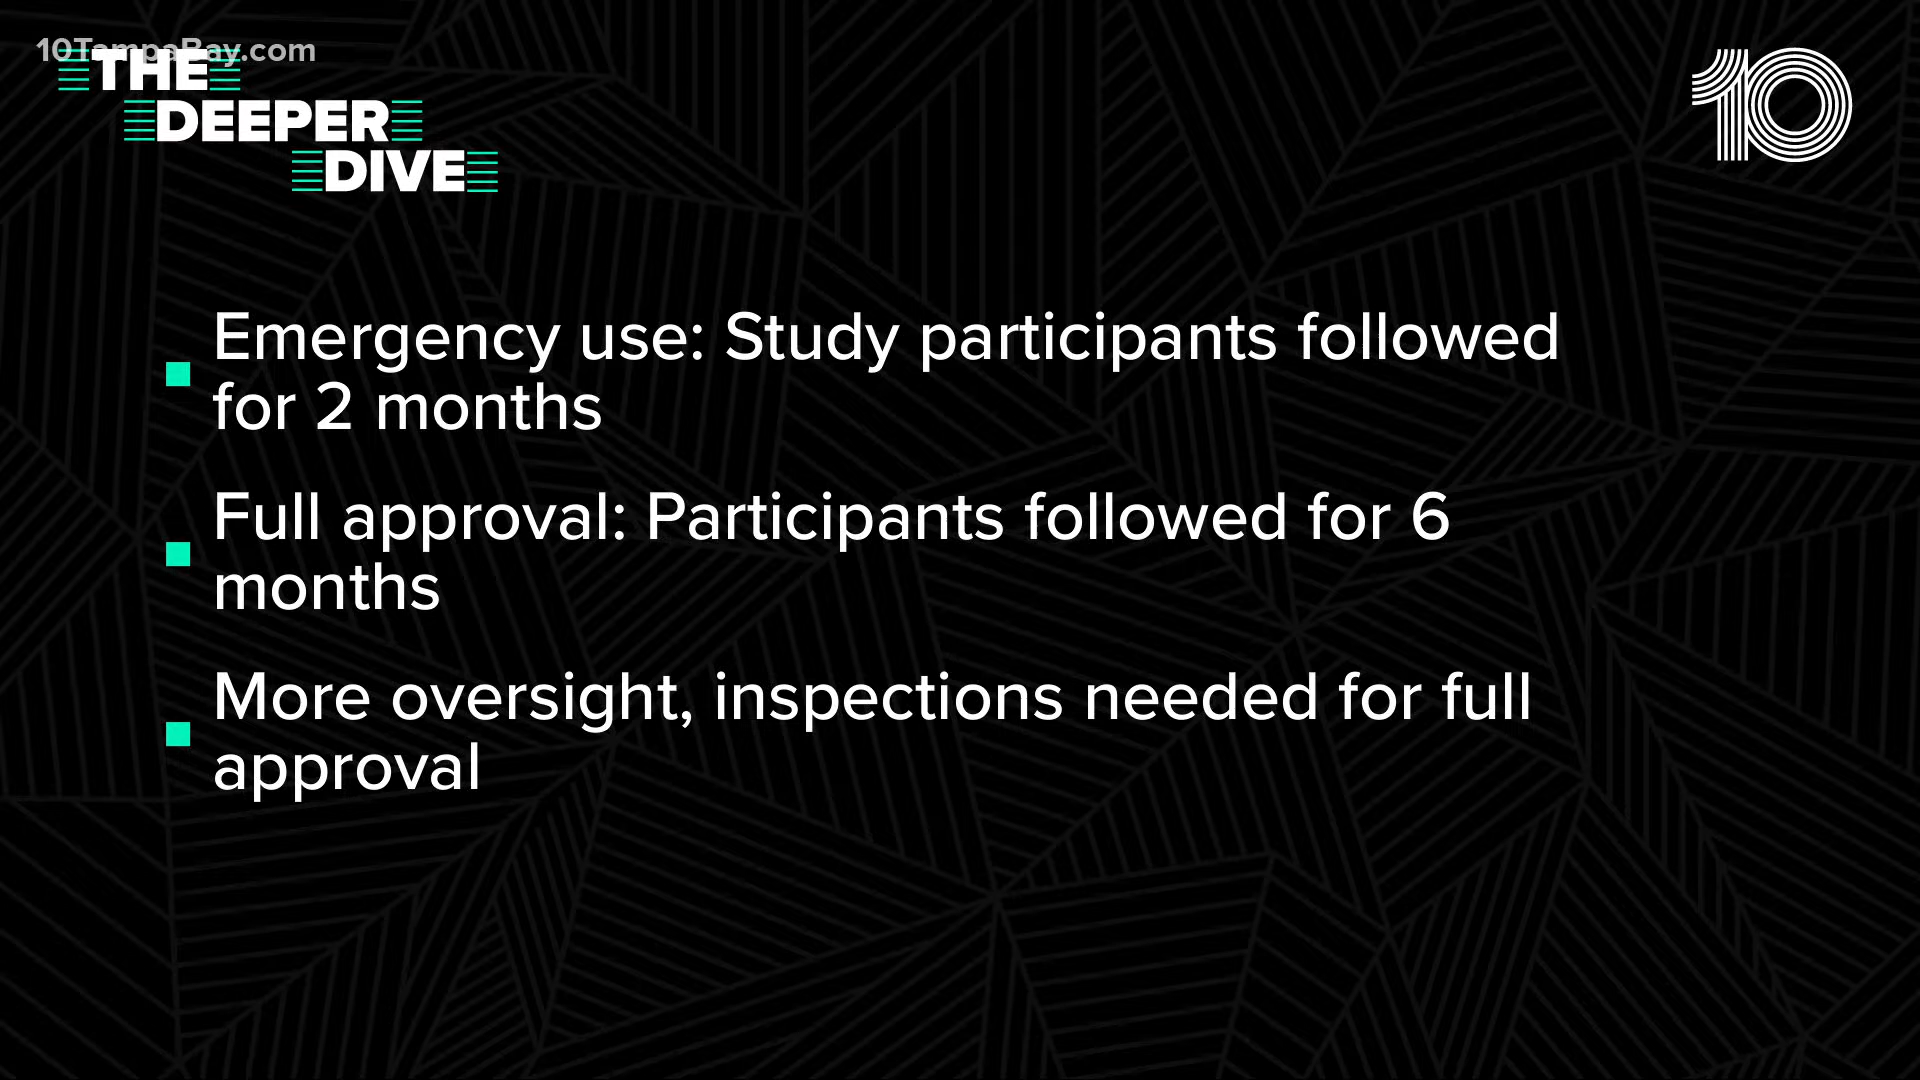 10TampaBay.com
THE
DEEPER
DIVE
10
Emergency use: Study participants followed
for 2 months
Full approval: Participants followed for 6
months
More oversight, inspections needed for full
approval